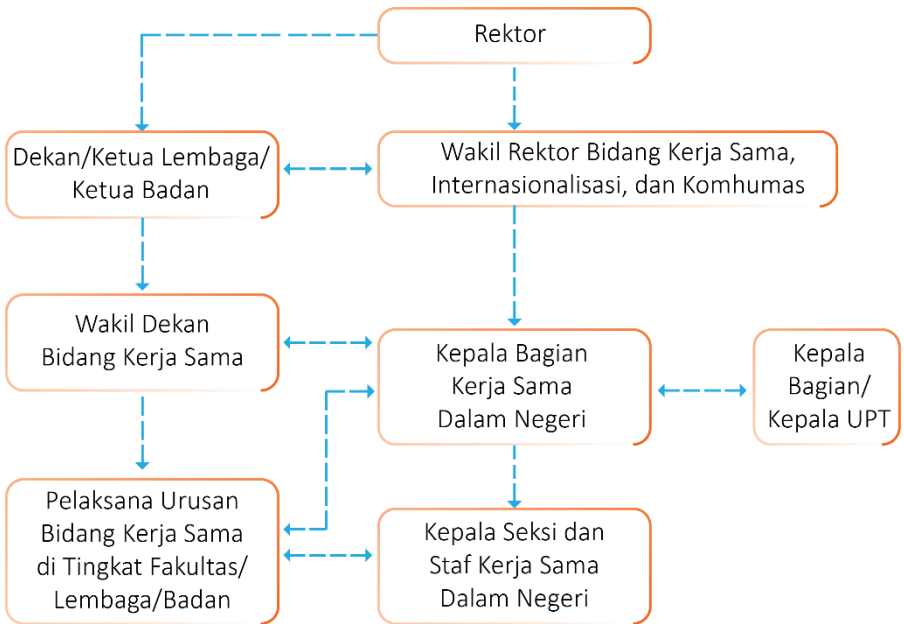 Rektor
Dekan/Ketua Lembaga/
Ketua Badan
Wakil Rektor Bidang Kerja Sama,
Internasionalisasi, dan Komhumas
Wakil Dekan
Bidang Kerja Sama
Kepala Bagian
Kerja Sama
Dalam Negeri
Kepala
Bagian/
Kepala UPT
Pelaksana Urusan
Bidang Kerja Sama
di Tingkat Fakultas/
Lembaga/Badan
Kepala Seksi dan
Staf Kerja Sama
Dalam Negeri